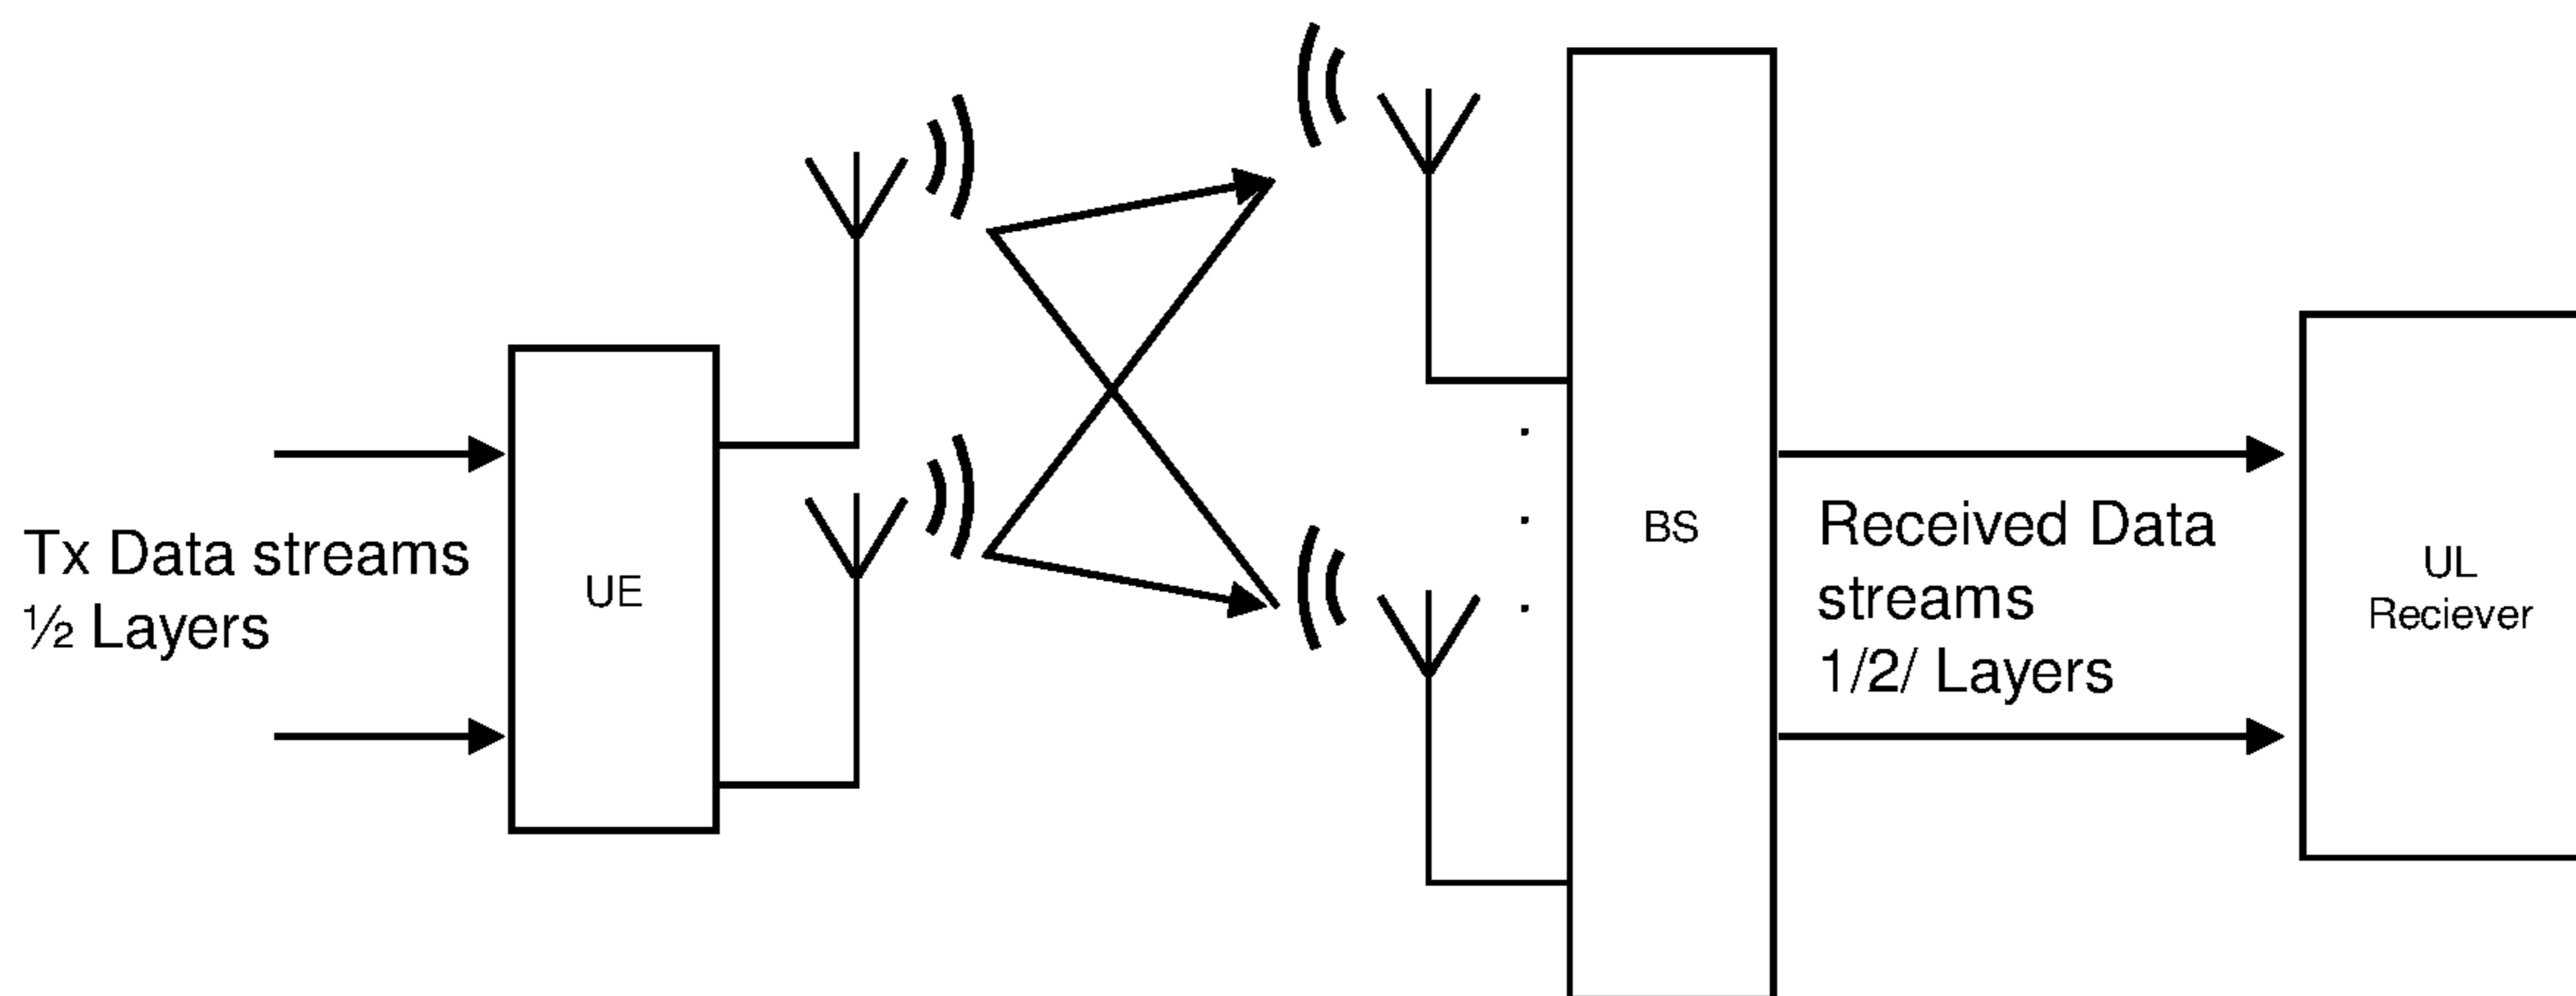 Tx Data streams
½ Layers
UE
BS
Received Data
streams
1/2/ Layers
UL
Reciever